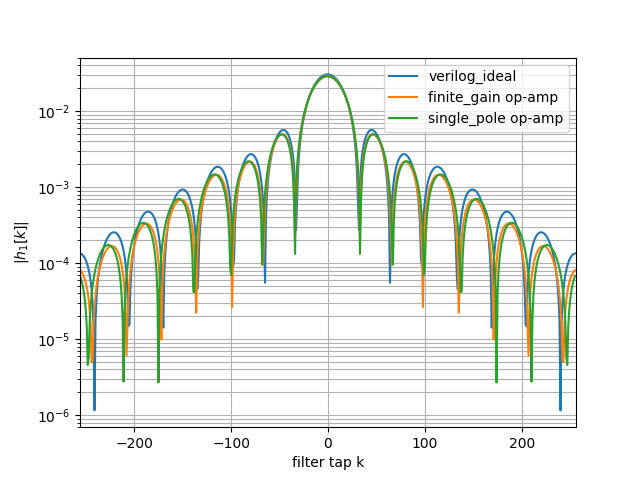 verilog_ideal
finite_gain op-amp
single_pole op-amp
|h₁[k]|
10⁻²
10⁻³
10⁻⁴
10⁻⁵
10⁻⁶
−200 −100 0 100 200
filter tap k